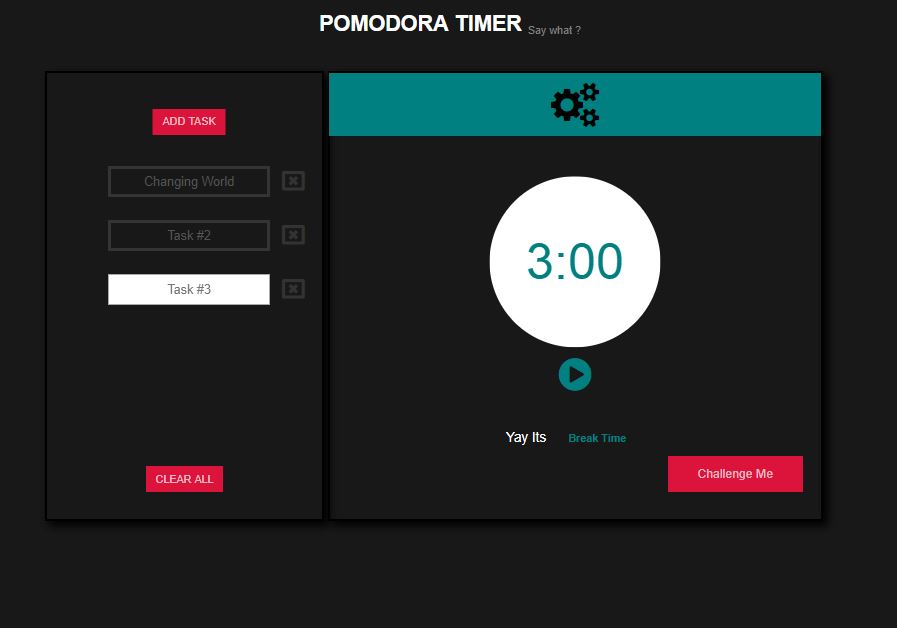 POMODORA TIMER Say what ?
ADD TASK
Changing World
Task #2
Task #3
CLEAR ALL
3:00
Yay Its Break Time
Challenge Me